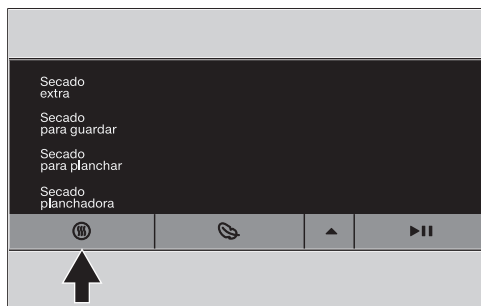 Secado
extra
Secado
para guardar
Secado
para planchar
Secado
planchadora